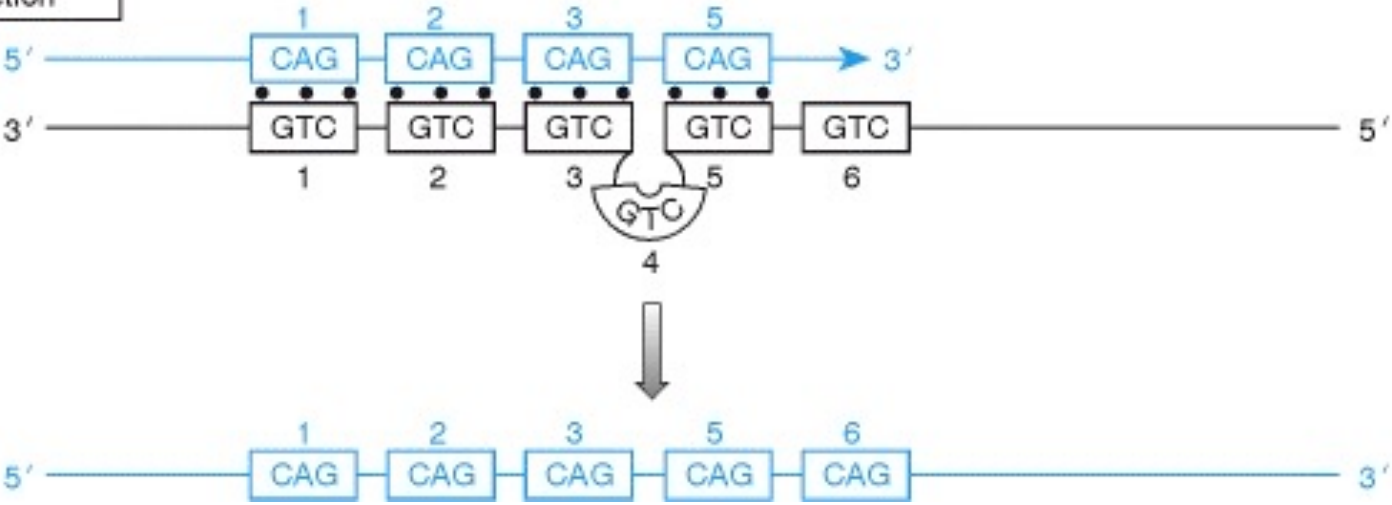 1 2 3 5
5′ CAG CAG CAG CAG 3′
3′ GTC GTC GTC GTC GTC 5′
1 2 3 5 6
GTC
4
1 2 3 5 6
5′ CAG CAG CAG CAG CAG 3′